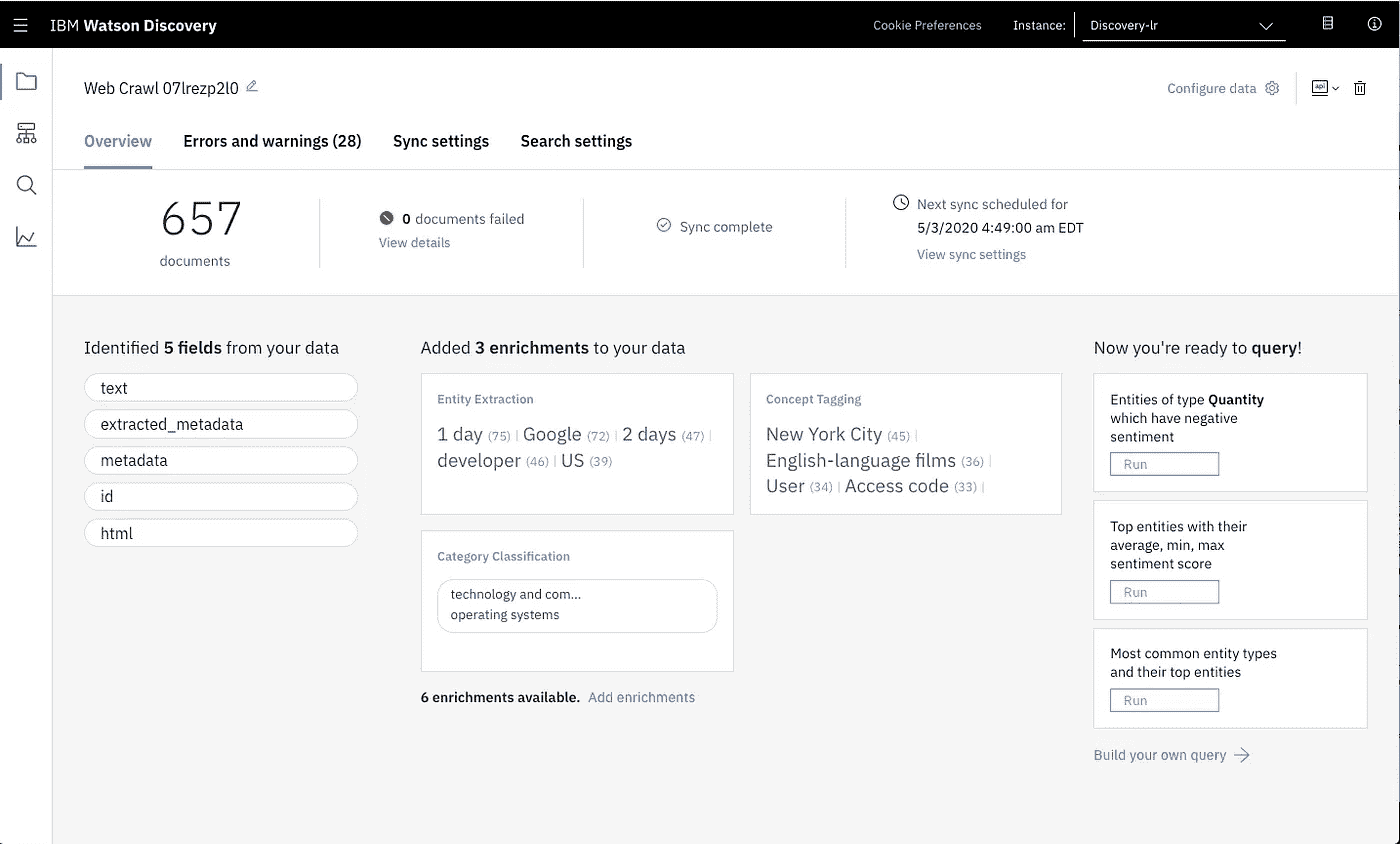 IBM Watson Discovery
Cookie Preferences
Instance:
Discovery-lr
Web Crawl 07lrezp2l0
Configure data
api
Overview
Errors and warnings (28)
Sync settings
Search settings
657
documents
0 documents failed
View details
Sync complete
Next sync scheduled for
5/3/2020 4:49:00 am EDT
View sync settings
Identified 5 fields from your data
text
extracted_metadata
metadata
id
html
Added 3 enrichments to your data
Entity Extraction
1 day (75) | Google (72) | 2 days (47) |
developer (46) | US (39)
Concept Tagging
New York City (45) |
English-language films (36) |
User (34) | Access code (33) |
Category Classification
technology and com...
operating systems
6 enrichments available. Add enrichments
Now you're ready to query!
Entities of type Quantity
which have negative
sentiment
Run
Top entities with their
average, min, max
sentiment score
Run
Most common entity types
and their top entities
Run
Build your own query